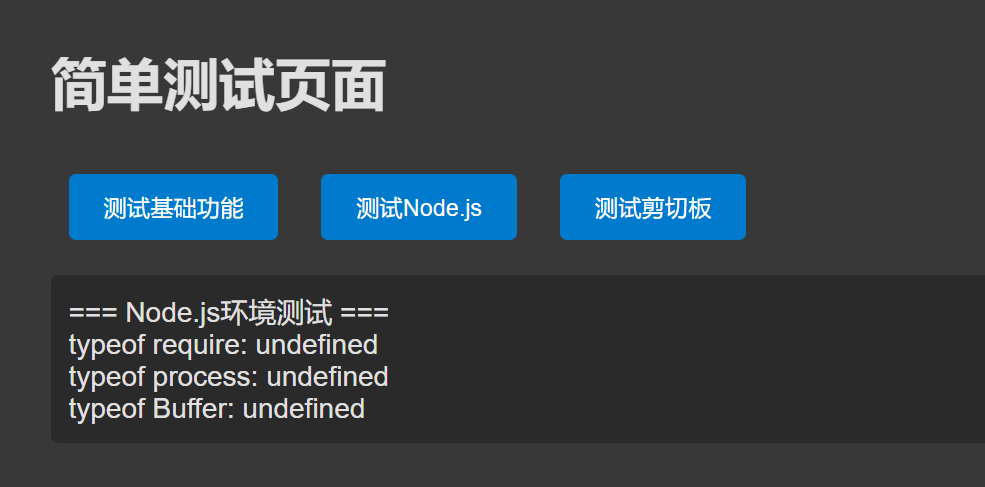 简单测试页面
测试基础功能 测试Node.js 测试剪切板
=== Node.js环境测试 ===
typeof require: undefined
typeof process: undefined
typeof Buffer: undefined